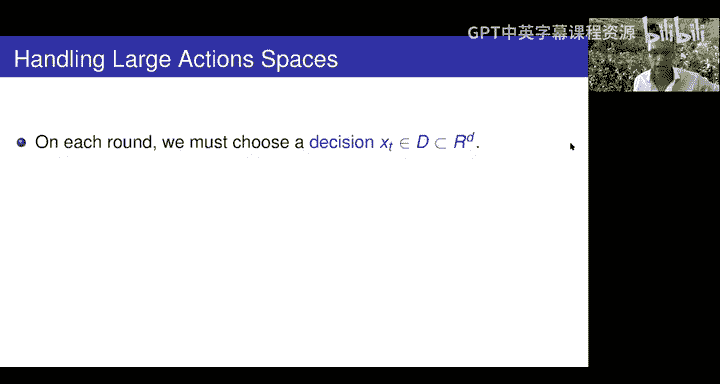 GPT中英字幕课程资源 bilibili
Handling Large Actions Spaces
On each round, we must choose a decision xₜ ∈ D ⊂ Rᵈ.